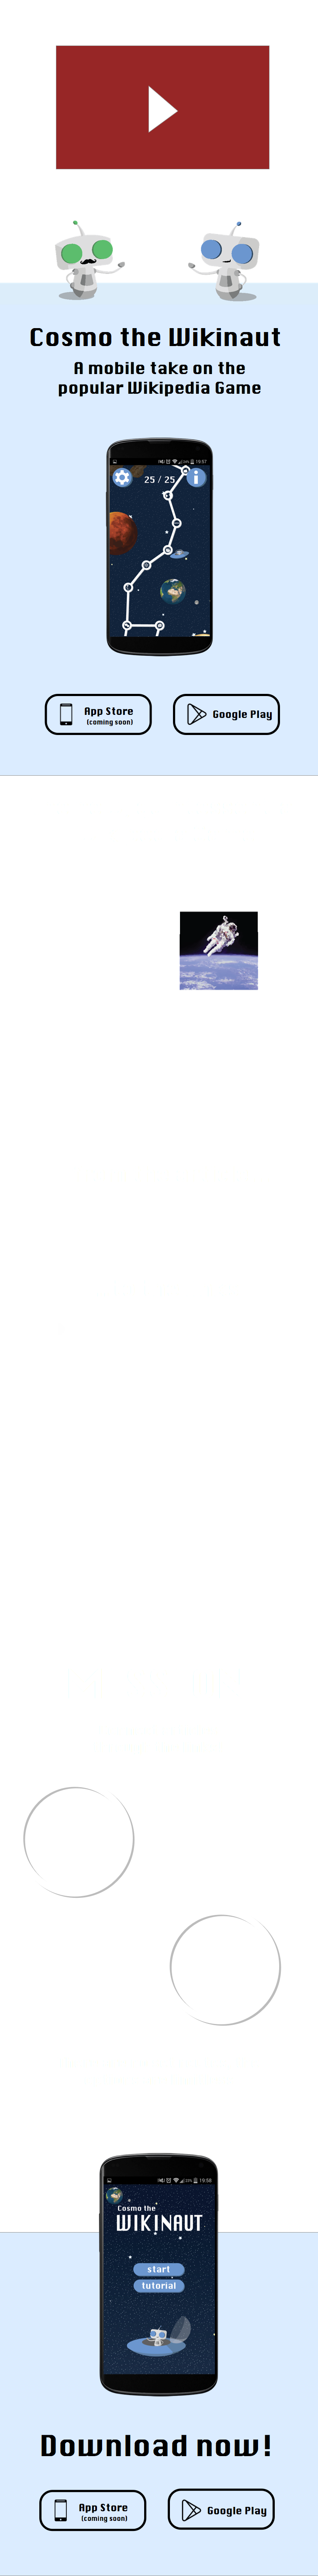 Cosmo the Wikinaut
A mobile take on the
popular Wikipedia Game
19:57
25 / 25
App Store
(coming soon)
Google Play
19:58
Cosmo the
WIKINAUT
start
tutorial
Download now!
App Store
(coming soon)
Google Play